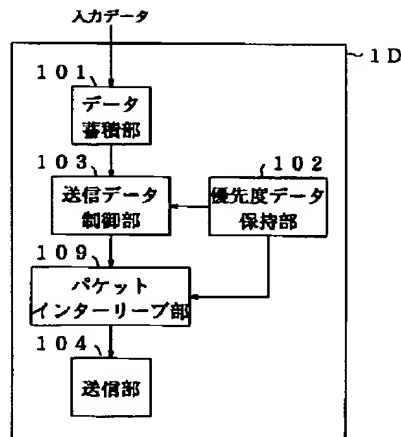 入力データ
1D
101
データ
蓄積部
103
102
送信データ
制御部
優先度データ
保持部
109
パケット
インターリーブ部
104
送信部